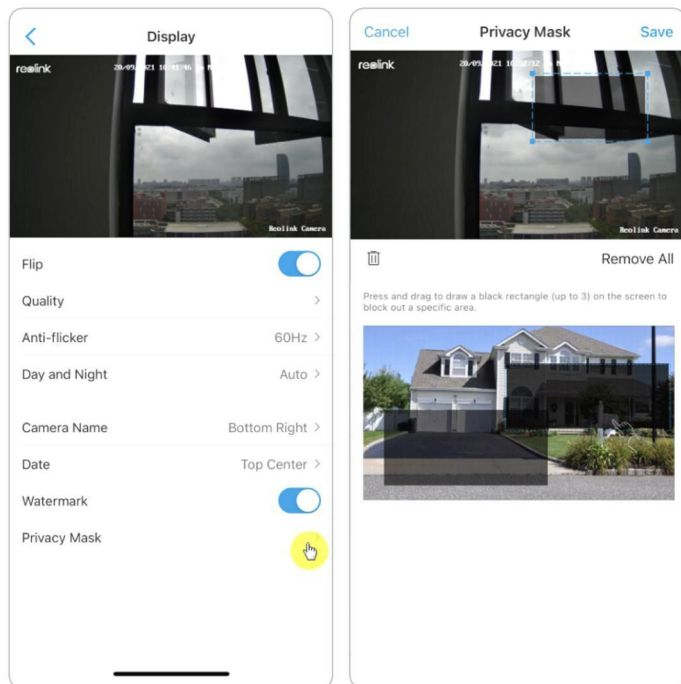 Display
reolink
Reolink Camera
Flip
Quality
Anti-flicker 60Hz
Day and Night Auto
Camera Name Bottom Right
Date Top Center
Watermark
Privacy Mask
Cancel Privacy Mask Save
reolink
Reolink Camera
Remove All
Press and drag to draw a black rectangle (up to 3) on the screen to
block out a specific area.